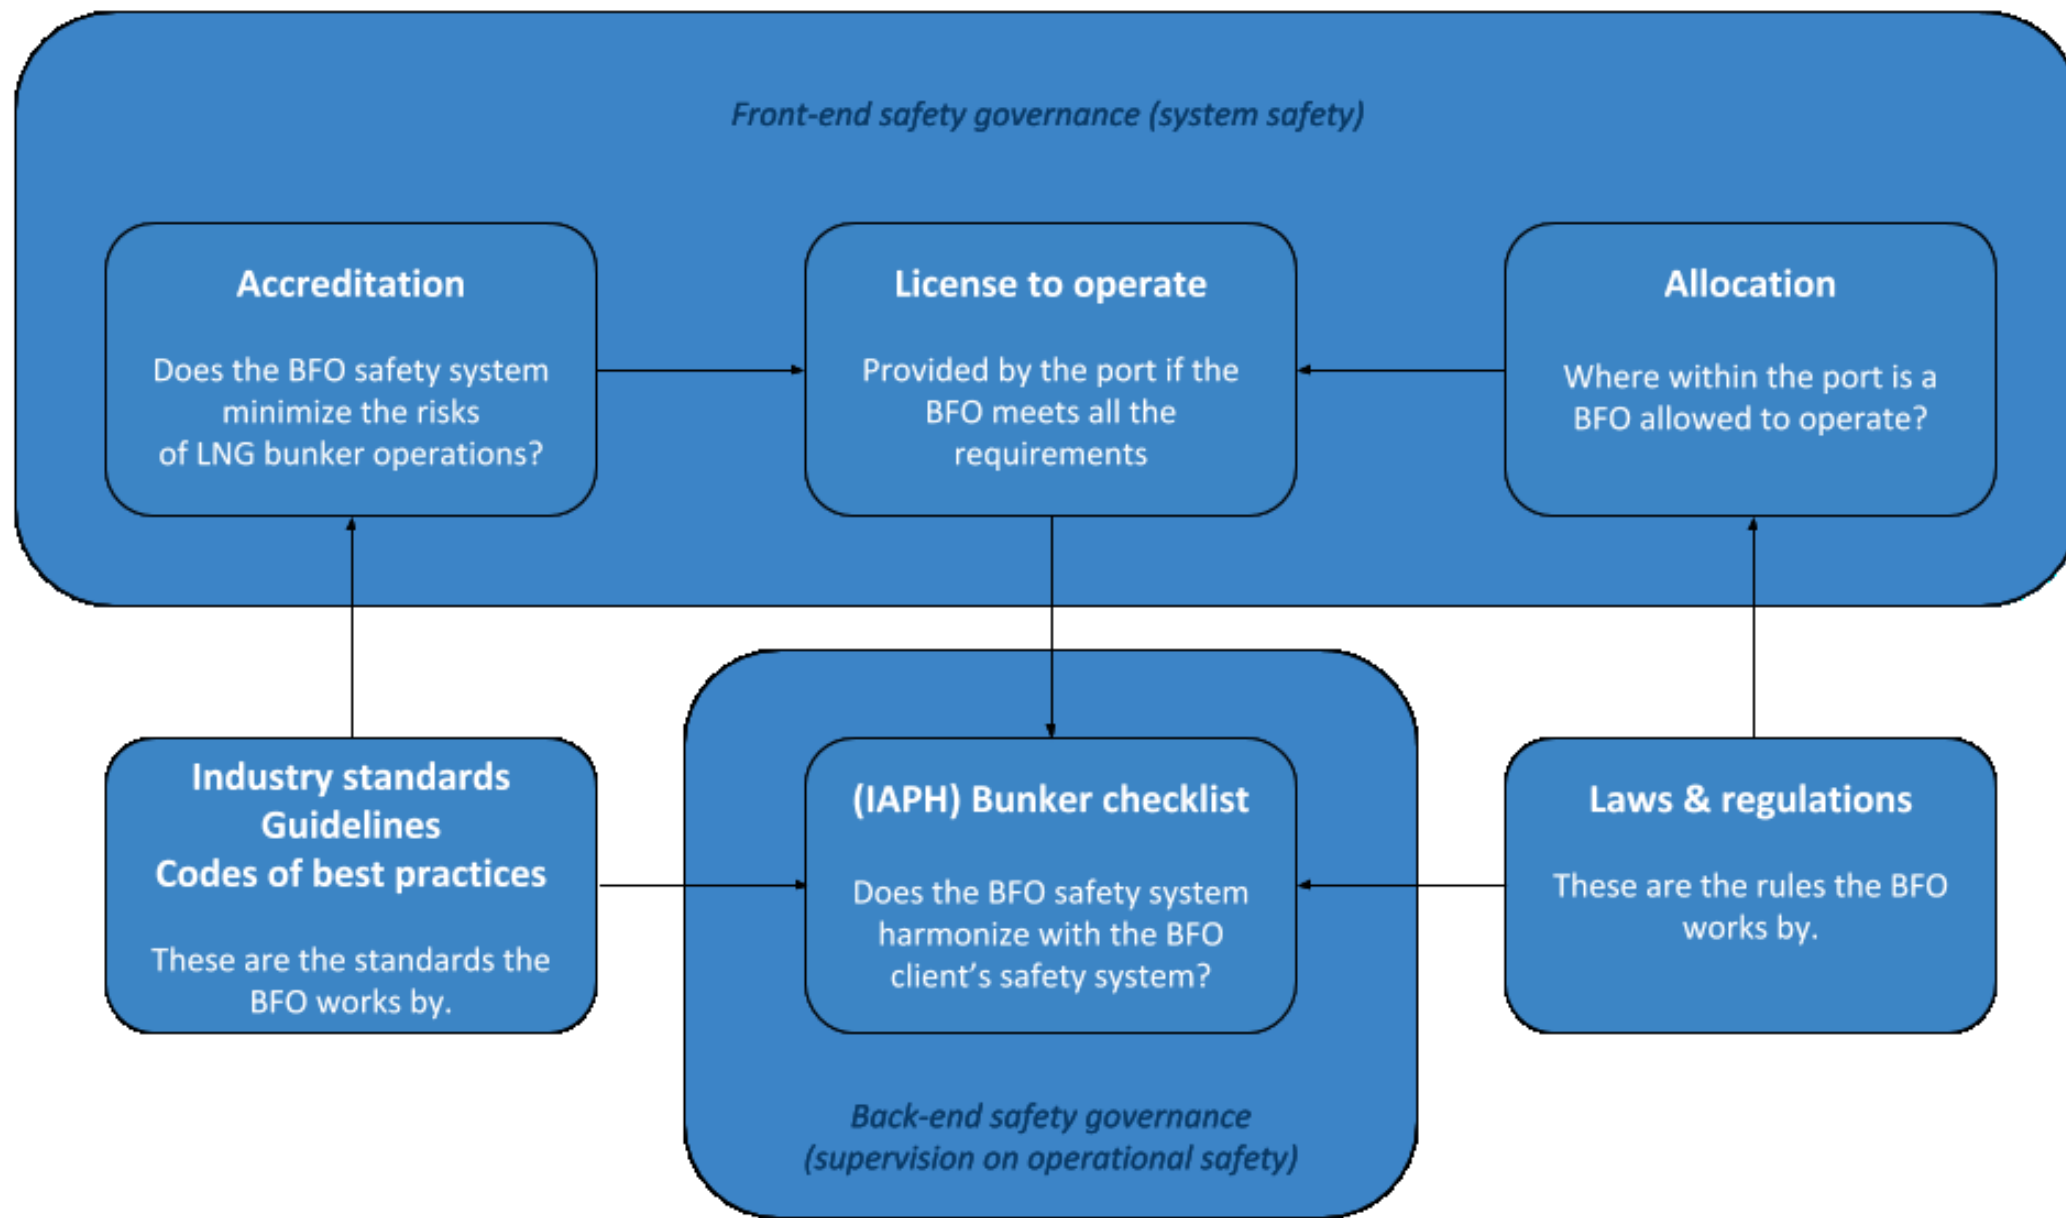 Front-end safety governance (system safety)
Accreditation
Does the BFO safety system
minimize the risks
of LNG bunker operations?
License to operate
Provided by the port if the
BFO meets all the
requirements
Allocation
Where within the port is a
BFO allowed to operate?
Industry standards
Guidelines
Codes of best practices
These are the standards the
BFO works by.
(IAPH) Bunker checklist
Does the BFO safety system
harmonize with the BFO
client’s safety system?
Laws & regulations
These are the rules the BFO
works by.
Back-end safety governance
(supervision on operational safety)